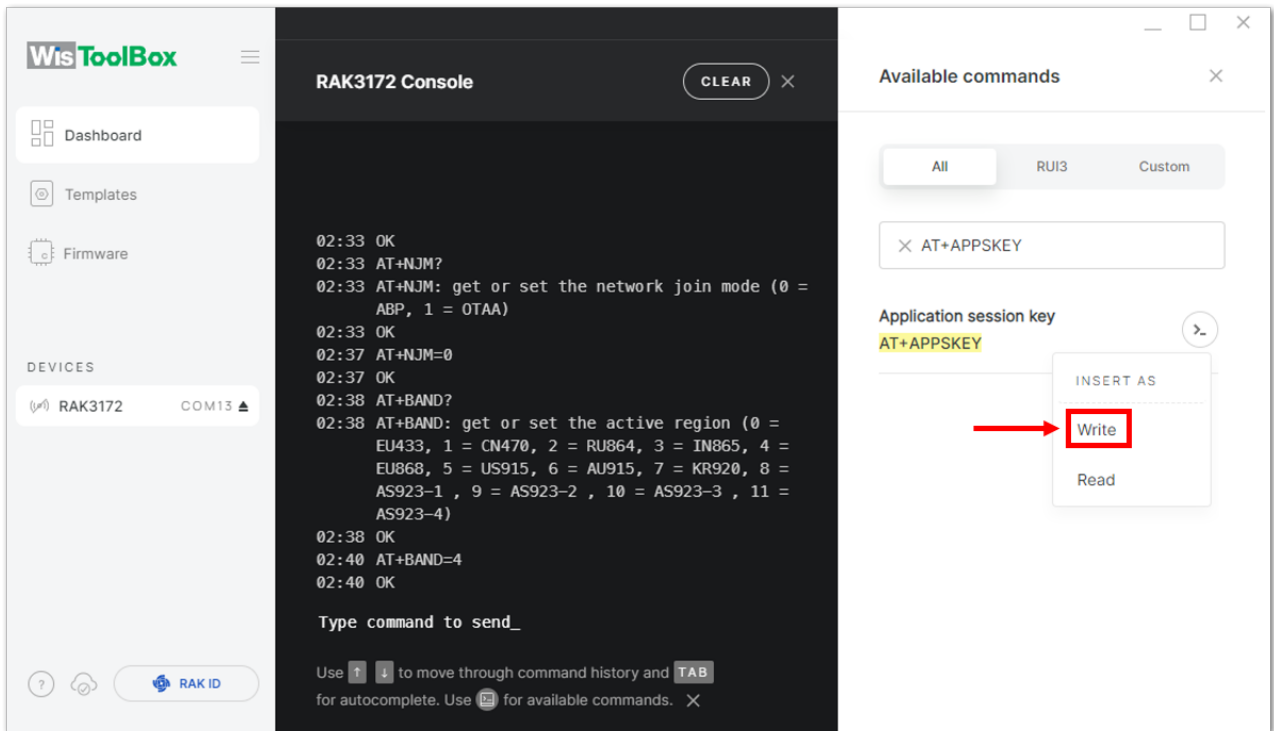 WisToolBox
Dashboard
Templates
Firmware
DEVICES
RAK3172 COM13
? RAK ID
RAK3172 Console CLEAR
02:33 OK
02:33 AT+NJM?
02:33 AT+NJM: get or set the network join mode (0 =
ABP, 1 = OTAA)
02:33 OK
02:37 AT+NJM=0
02:37 OK
02:38 AT+BAND?
02:38 AT+BAND: get or set the active region (0 =
EU433, 1 = CN470, 2 = RU864, 3 = IN865, 4 =
EU868, 5 = US915, 6 = AU915, 7 = KR920, 8 =
AS923-1 , 9 = AS923-2 , 10 = AS923-3 , 11 =
AS923-4)
02:38 OK
02:40 AT+BAND=4
02:40 OK
Type command to send_
Use ↑ ↓ to move through command history and TAB
for autocomplete. Use for available commands.
Available commands
All RUI3 Custom
AT+APPSKEY
Application session key
AT+APPSKEY
INSERT AS
Write
Read